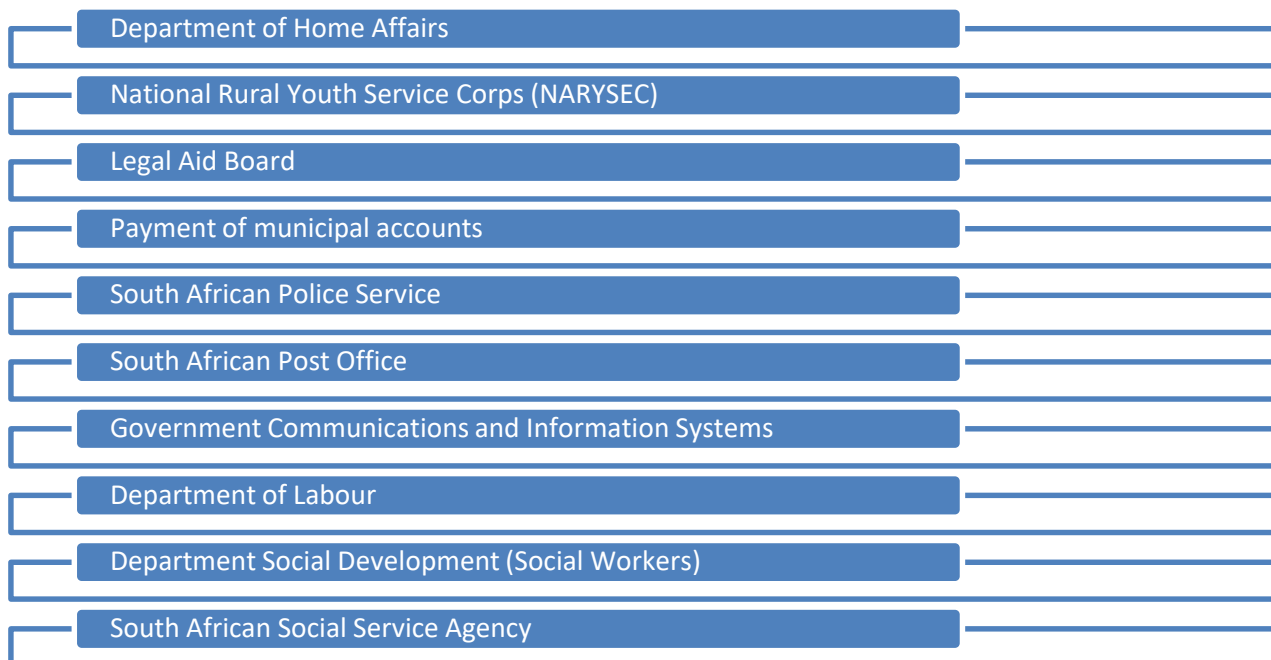 Department of Home Affairs
National Rural Youth Service Corps (NARYSEC)
Legal Aid Board
Payment of municipal accounts
South African Police Service
South African Post Office
Government Communications and Information Systems
Department of Labour
Department Social Development (Social Workers)
South African Social Service Agency